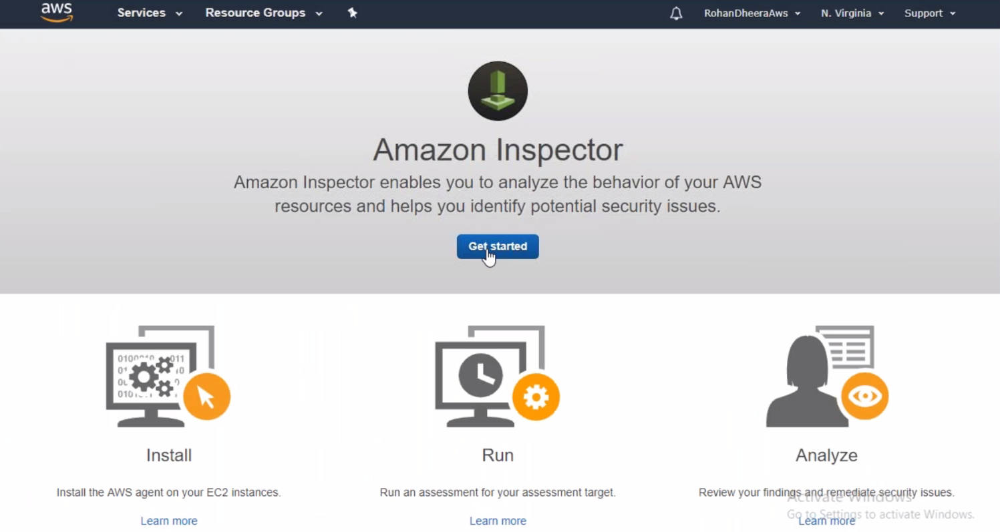 aws Services Resource Groups RohanDheeraAws N. Virginia Support
Amazon Inspector
Amazon Inspector enables you to analyze the behavior of your AWS
resources and helps you identify potential security issues.
Get started
Install
Run
Analyze
Install the AWS agent on your EC2 instances.
Run an assessment for your assessment target.
Review your findings and remediate security issues.
Activate Windows
Go to Settings to activate Windows.
Learn more
Learn more
Learn more